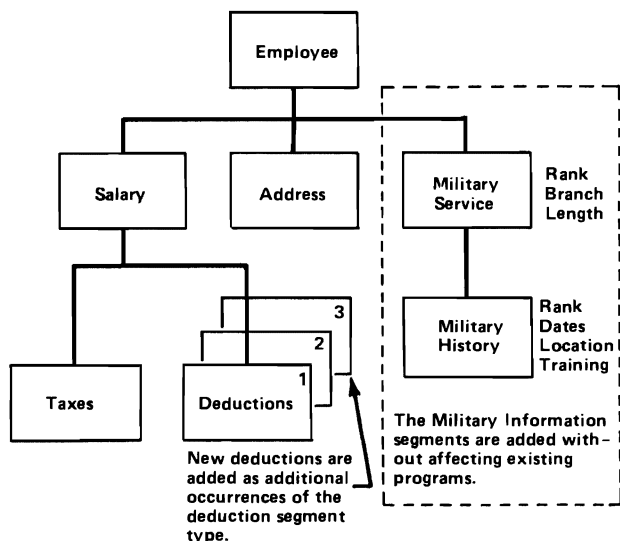 Employee
Salary
Address
Military
Service
Rank
Branch
Length
Taxes
Deductions
1
2
3
Military
History
Rank
Dates
Location
Training
New deductions are
added as additional
occurrences of the
deduction segment
type.
The Military Information
segments are added with-
out affecting existing
programs.